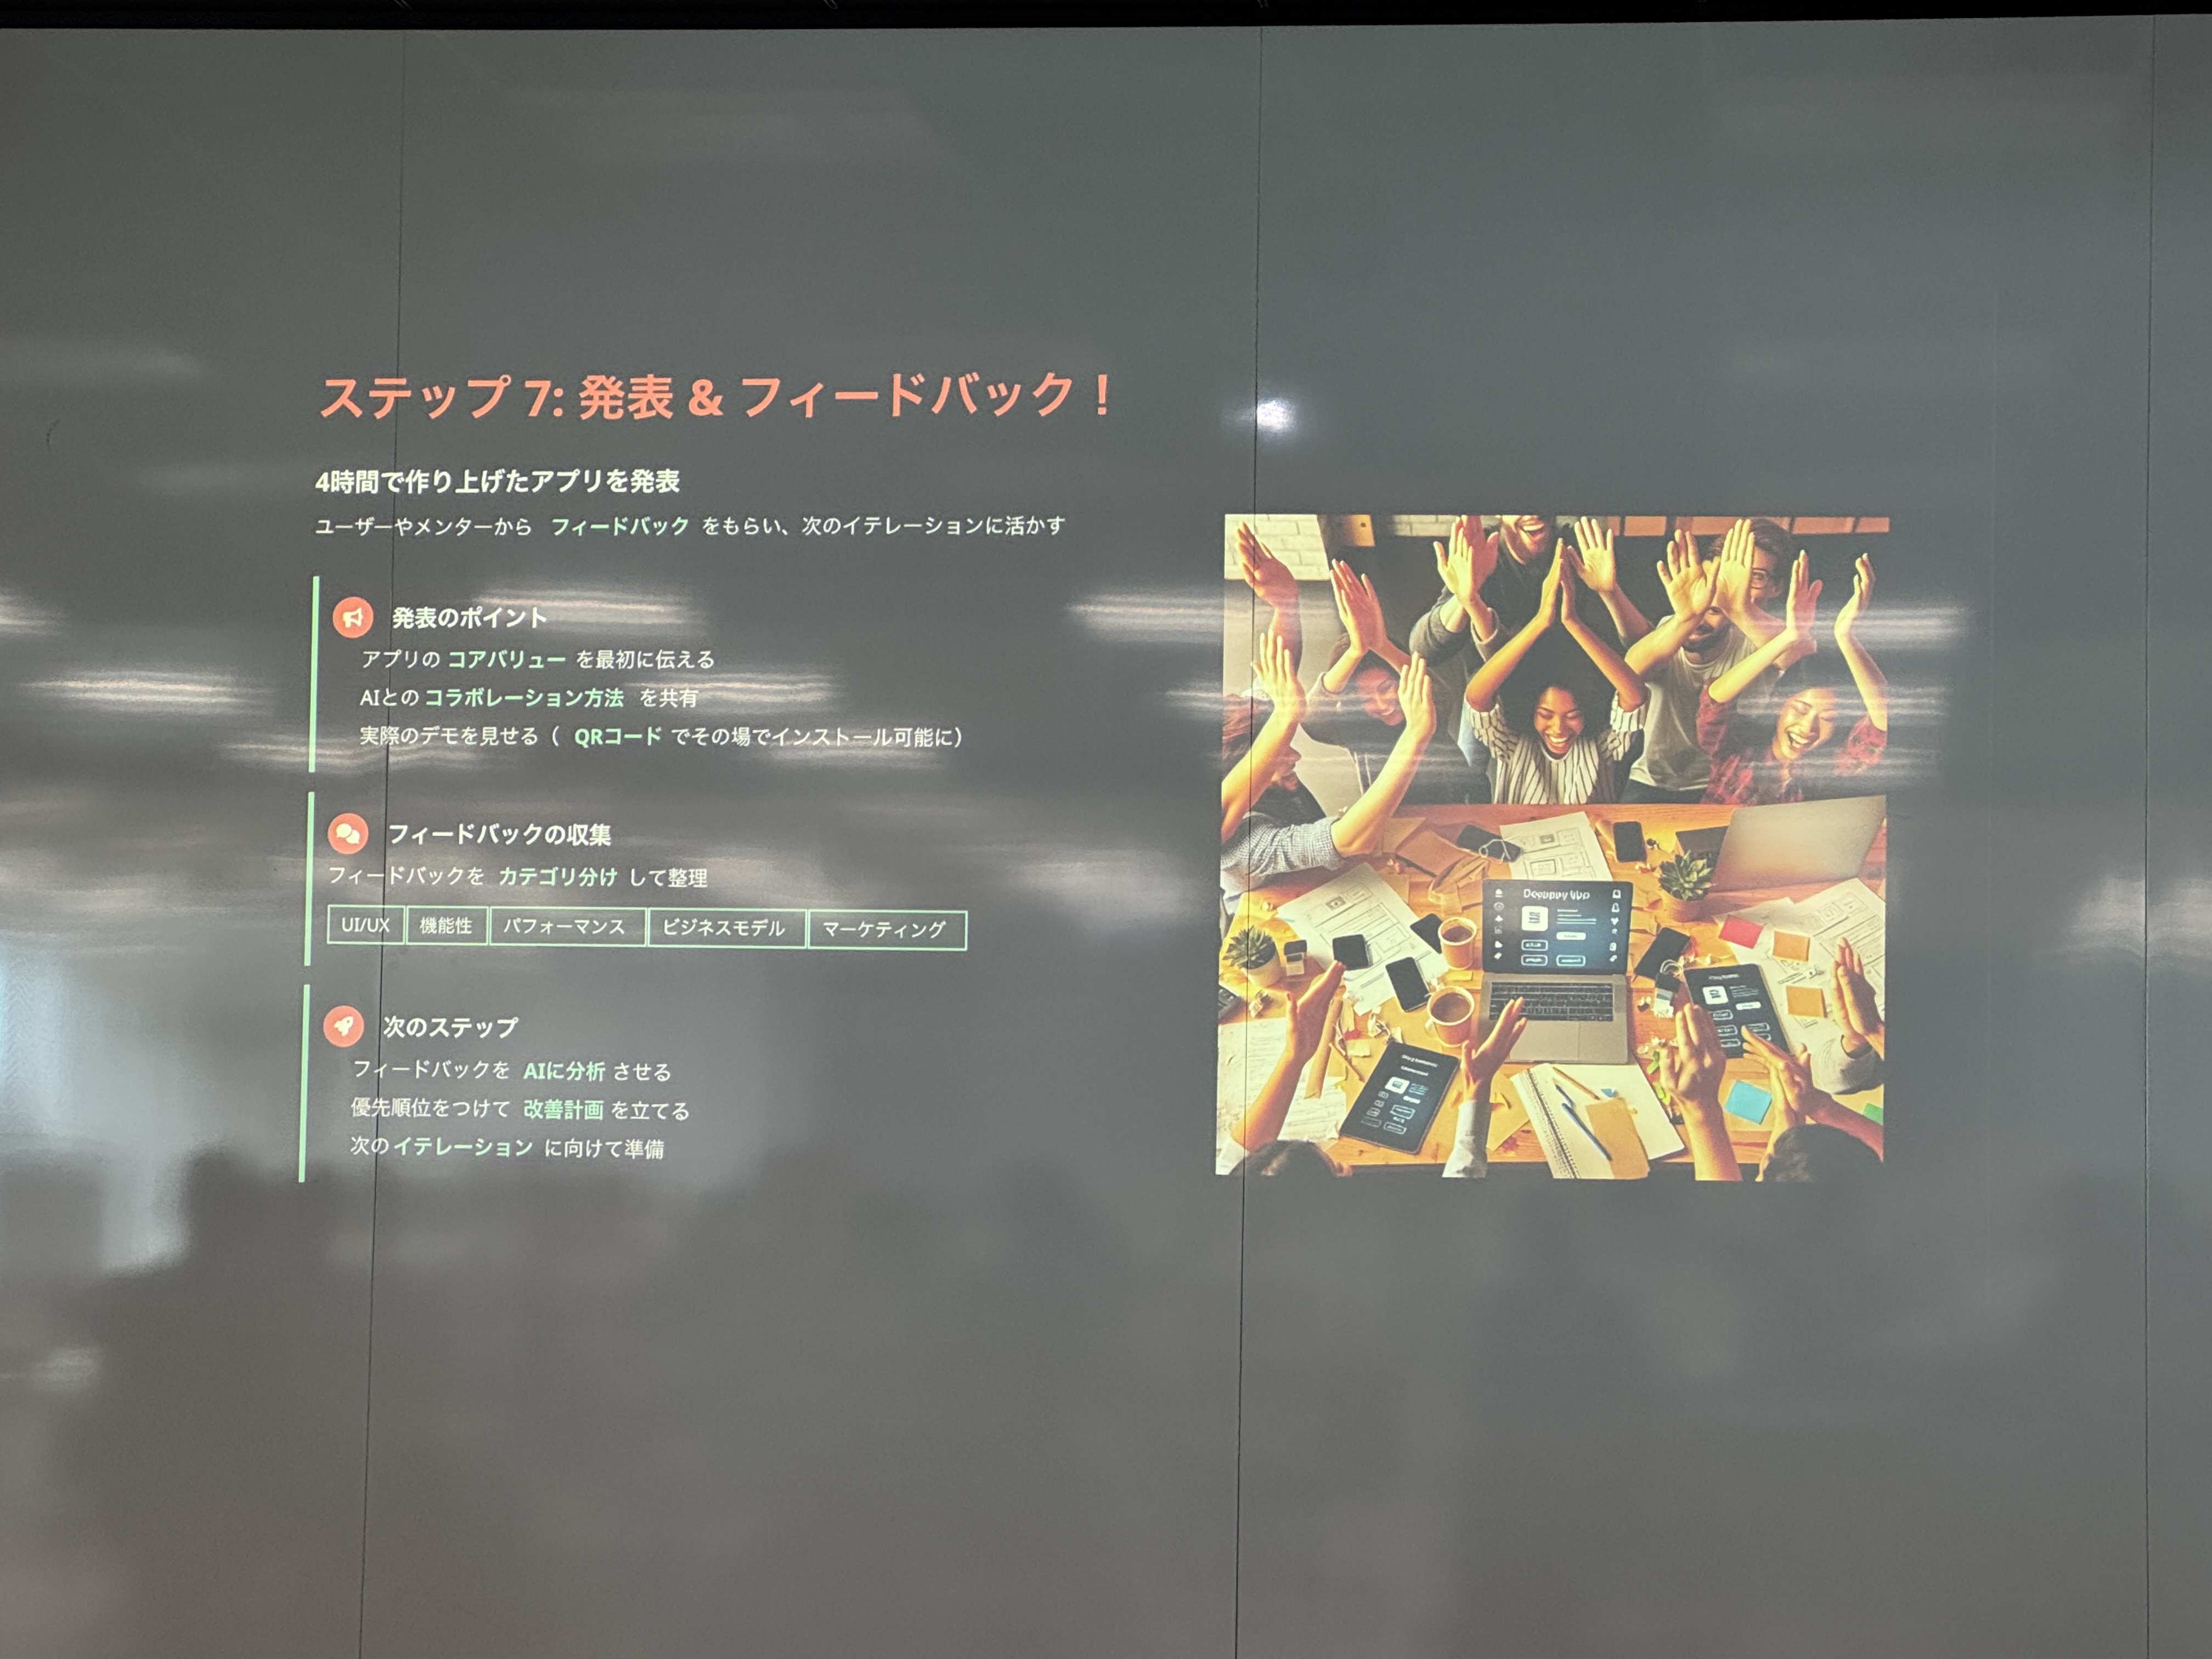 ステップ 7: 発表 & フィードバック！
4時間で作り上げたアプリを発表
ユーザーやメンターから フィードバック をもらい、次のイテレーションに活かす
発表のポイント
アプリの コアバリュー を最初に伝える
AIとの コラボレーション方法 を共有
実際のデモを見せる（ QRコード でその場でインストール可能に）
フィードバックの収集
フィードバックを カテゴリ分け して整理
UI/UX 機能性 パフォーマンス ビジネスモデル マーケティング
次のステップ
フィードバックを AIに分析 させる
優先順位をつけて 改善計画 を立てる
次の イテレーション に向けて準備